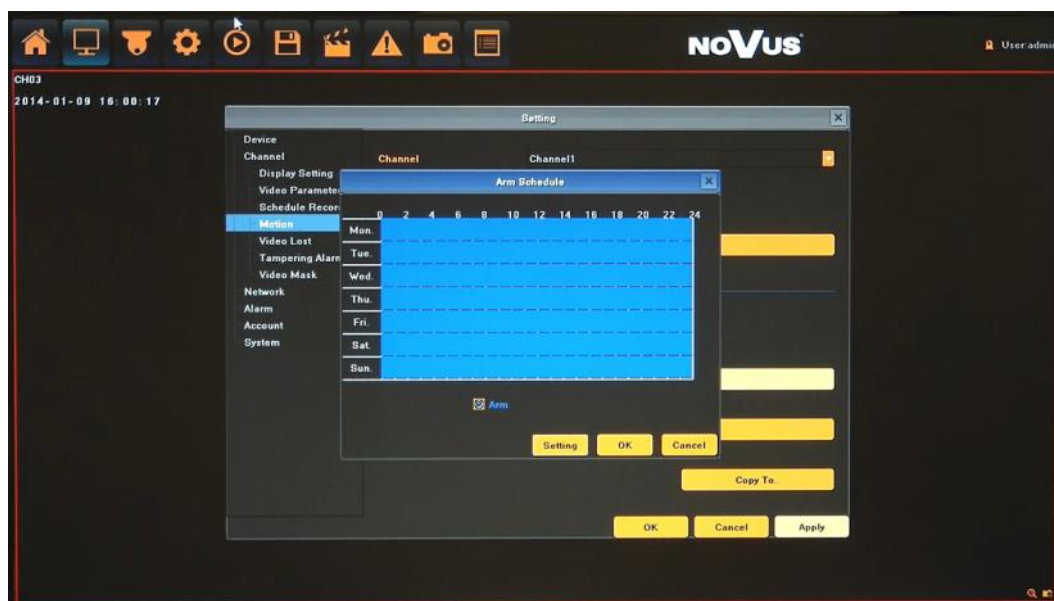 NOVUS
User:admin
CH03
2014-01-09 16:00:17
Setting
Device
Channel
Display Setting
Video Parameter
Schedule Recor
Motion
Video Lost
Tampering Alarm
Video Mask
Network
Alarm
Account
System
Channel Channel1
Arm Schedule
0 2 4 6 8 10 12 14 16 18 20 22 24
Mon.
Tue.
Wed.
Thu.
Fri.
Sat.
Sun.
Arm
Setting OK Cancel
Copy To..
OK Cancel Apply